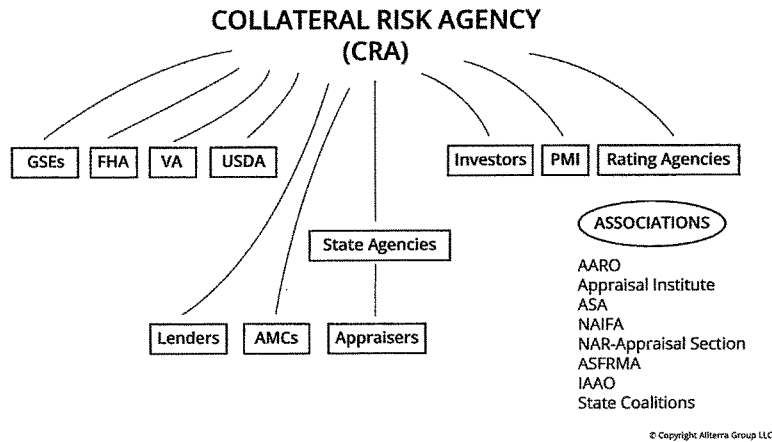 COLLATERAL RISK AGENCY
(CRA)
GSEs
FHA
VA
USDA
Investors
PMI
Rating Agencies
State Agencies
Lenders
AMCs
Appraisers
ASSOCIATIONS
AARO
Appraisal Institute
ASA
NAIFA
NAR-Appraisal Section
ASFRMA
IAAO
State Coalitions
© Copyright Allterra Group LLC